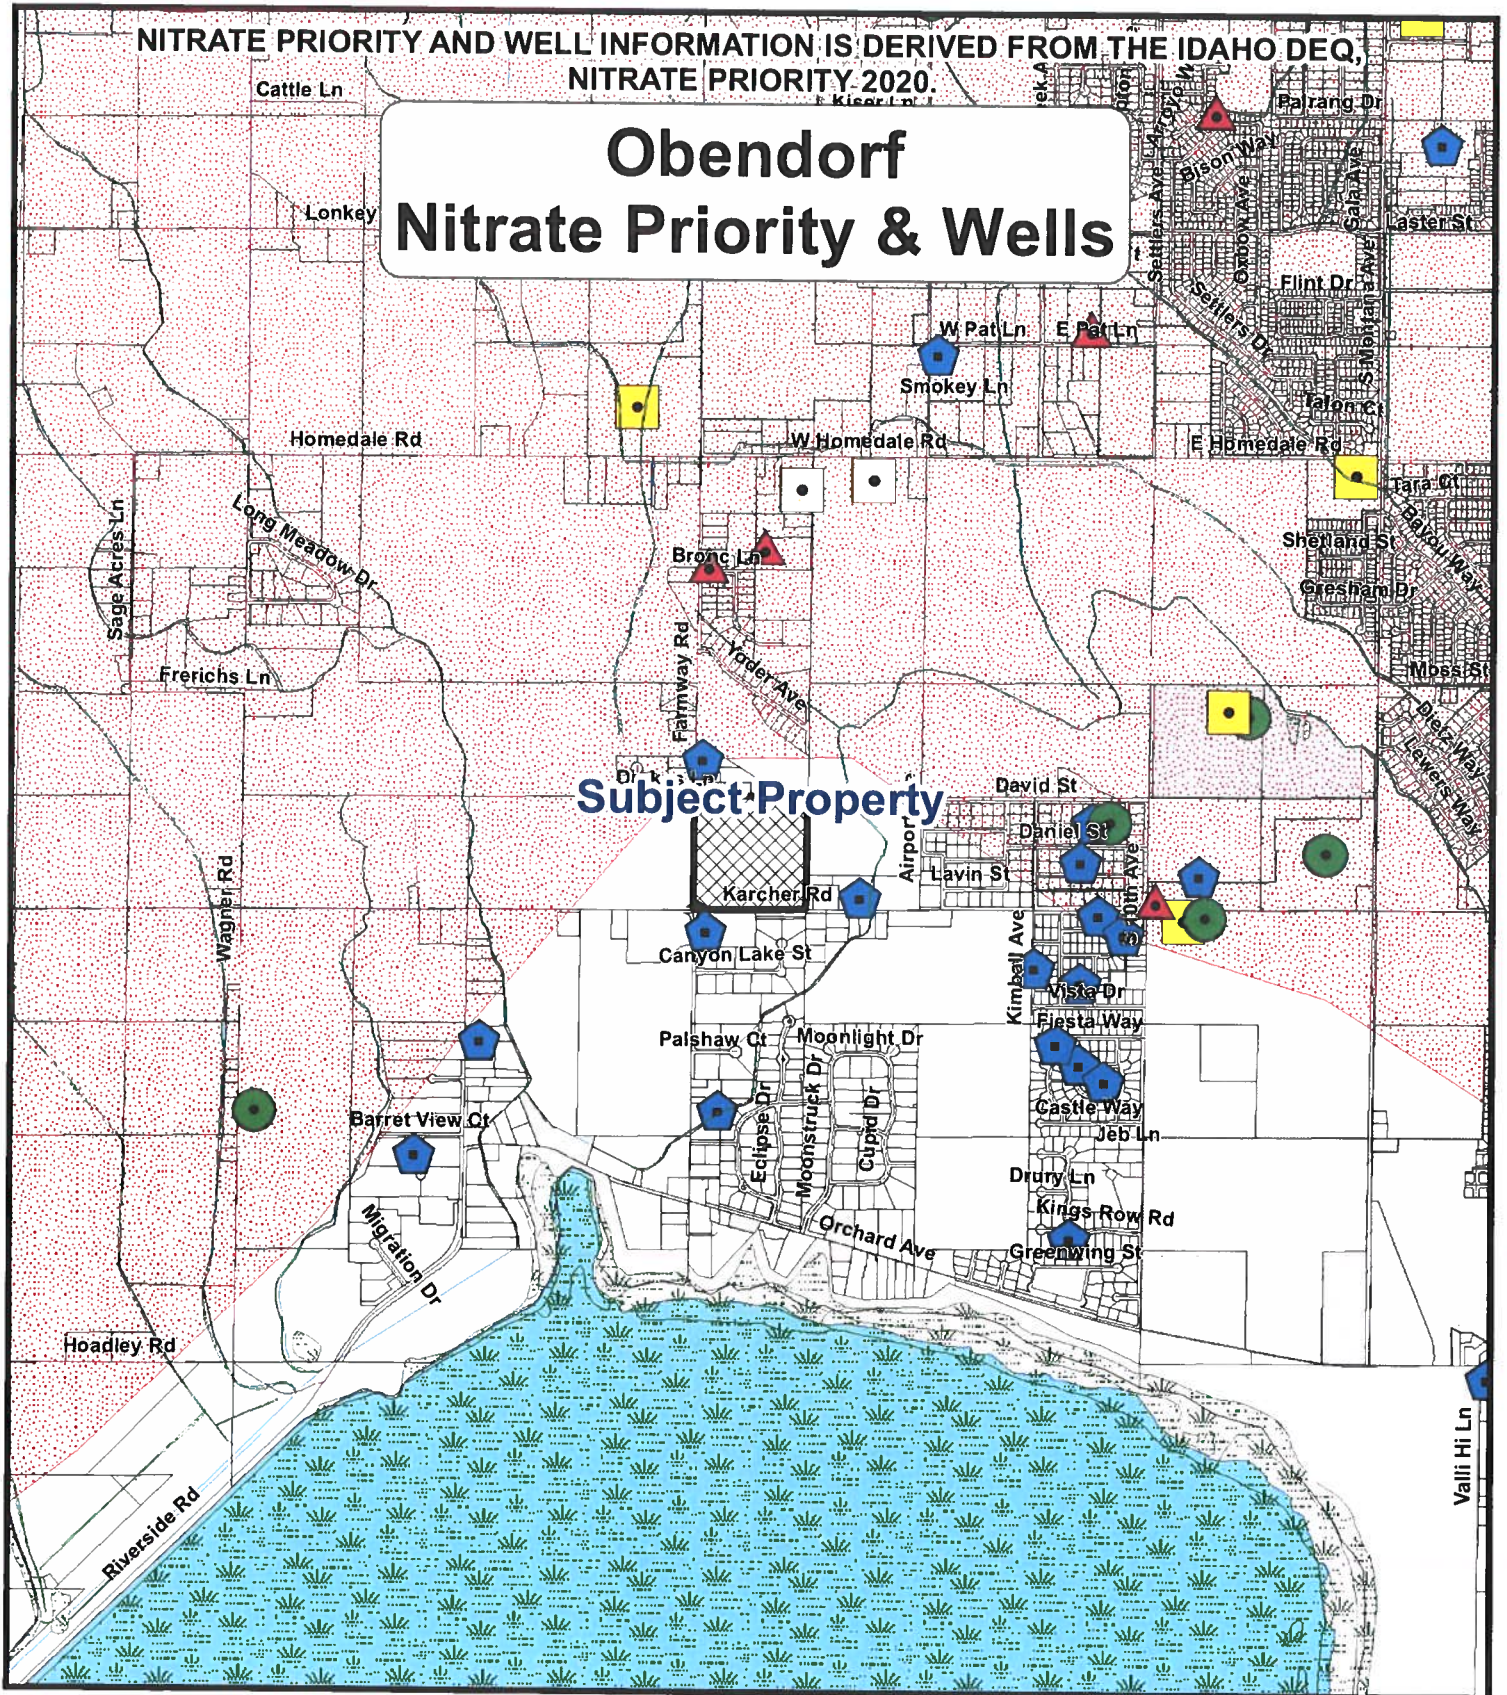 NITRATE PRIORITY AND WELL INFORMATION IS DERIVED FROM THE IDAHO DEQ,
NITRATE PRIORITY 2020.
Cattle Ln
Kiser Ln
Palrang Dr
Obendorf
Nitrate Priority & Wells
Bison Way
Settlers Ave
Oxbow Ave
Gala Ave
Lonkey
Laster St
Flint Dr
Settlers Dr
S Montana Ave
W Pat Ln
E Pat Ln
Smokey Ln
Talon Ct
Homedale Rd
W Homedale Rd
E Homedale Rd
Tara Ct
Bayou Way
Sage Acres Ln
Long Meadow Dr
Shetland St
Bronc Ln
Gresham Dr
Farmway Rd
Yoder Ave
Frerichs Ln
Moss St
Dietz Way
Lewers Way
Subject Property
David St
Daniel St
Airport
Lavin St
Karcher Rd
S 10th Ave
Wagner Rd
Canyon Lake St
Kimball Ave
Vista Dr
Fiesta Way
Palshaw Ct
Moonlight Dr
Eclipse Dr
Moonstruck Dr
Cupid Dr
Castle Way
Barret View Ct
Jeb Ln
Drury Ln
Kings Row Rd
Migration Dr
Orchard Ave
Greenwing St
Hoadley Rd
Valli Hi Ln
Riverside Rd